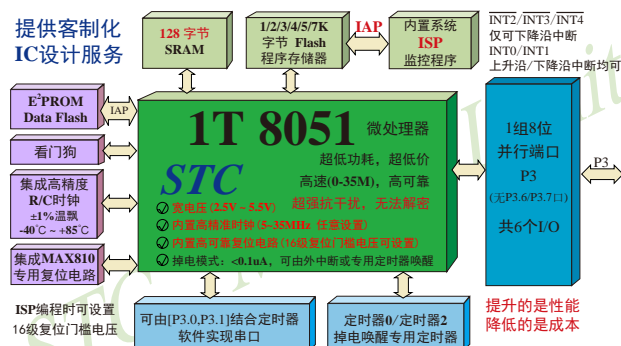 提供客制化
IC设计服务
128 字节
SRAM
1/2/3/4/5/7K
字节 Flash
程序存储器
IAP
内置系统
ISP
监控程序
INT2/INT3/INT4
仅可下降沿中断
INT0/INT1
上升沿/下降沿中断均可
E²PROM
Data Flash
IAP
看门狗
集成高精度
R/C时钟
±1%温飘
-40℃ ~ +85℃
集成MAX810
专用复位电路
ISP编程时可设置
16级复位门槛电压
1T 8051 微处理器
STC
超低功耗，超低价
高速(0-35M)，高可靠
超强抗干扰，无法解密
宽电压(2.5V ~ 5.5V)
内置高精准时钟(5~35MHz 任意设置)
内置高可靠复位电路(16级复位门槛电压可设置)
掉电模式：<0.1uA，可由外中断或专用定时器唤醒
1组8位
并行端口
P3
(无P3.6/P3.7口)
共6个I/O
P3
可由[P3.0,P3.1]结合定时器
软件实现串口
定时器0/定时器2
掉电唤醒专用定时器
提升的是性能
降低的是成本